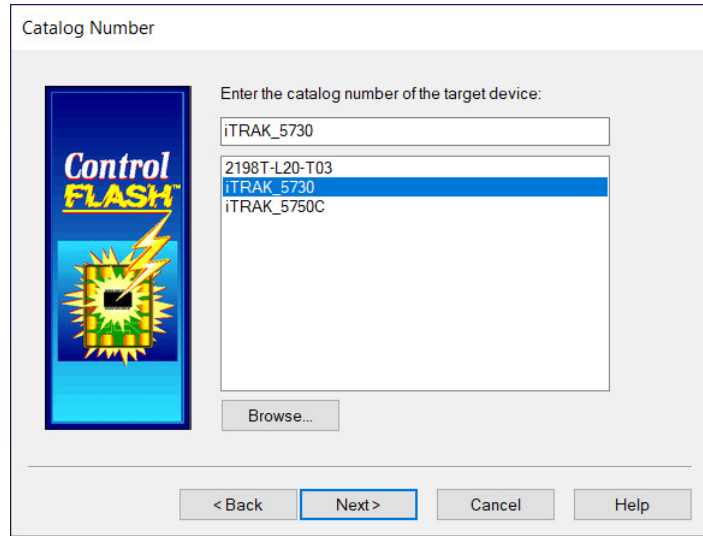 Catalog Number
Enter the catalog number of the target device:
iTRAK_5730
2198T-L20-T03
iTRAK_5730
iTRAK_5750C
Control
FLASH™
Browse...
< Back
Next >
Cancel
Help